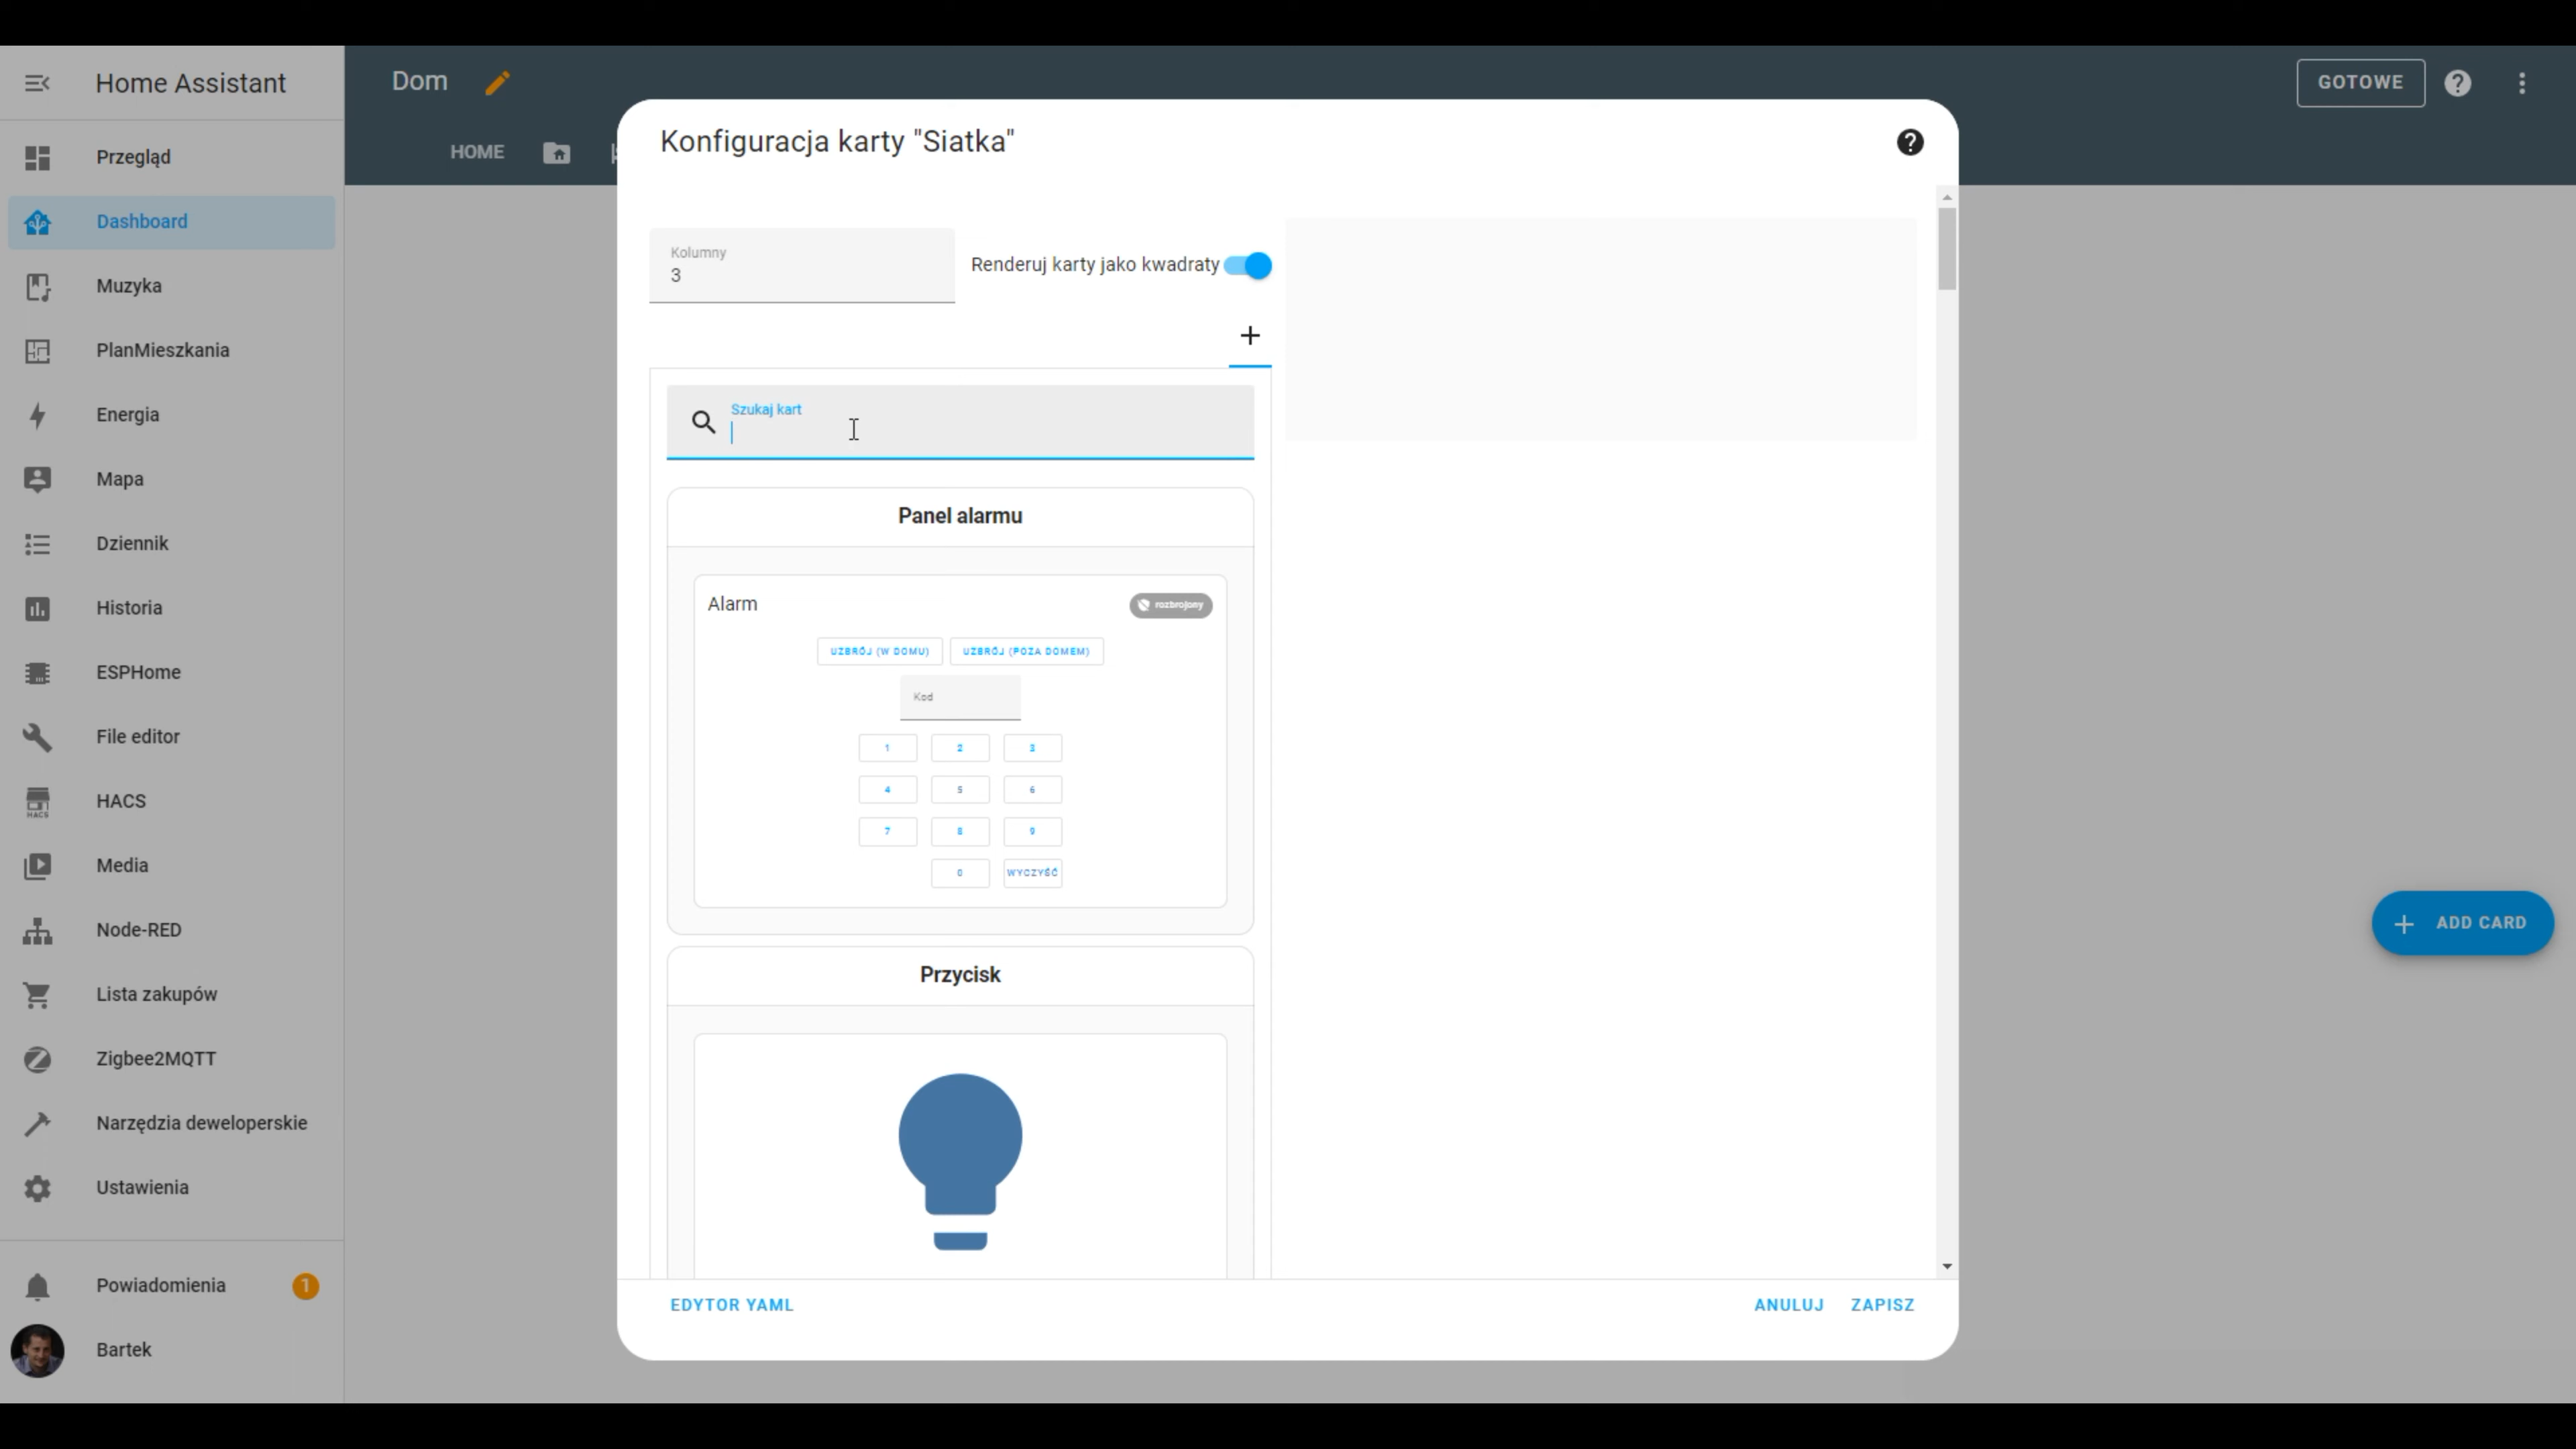 Home Assistant
Dom
GOTOWE
HOME
Przegląd
Dashboard
Muzyka
PlanMieszkania
Energia
Mapa
Dziennik
Historia
ESPHome
File editor
HACS
HACS
Media
Node-RED
Lista zakupów
Zigbee2MQTT
Narzędzia deweloperskie
Ustawienia
Powiadomienia 1
Bartek
Konfiguracja karty "Siatka"
Kolumny
3
Renderuj karty jako kwadraty
Szukaj kart
Panel alarmu
Alarm
rozbrojony
UZBRÓJ (W DOMU) UZBRÓJ (POZA DOMEM)
Kod
1 2 3
4 5 6
7 8 9
0 WYCZYŚĆ
Przycisk
EDYTOR YAML
ANULUJ ZAPISZ
ADD CARD